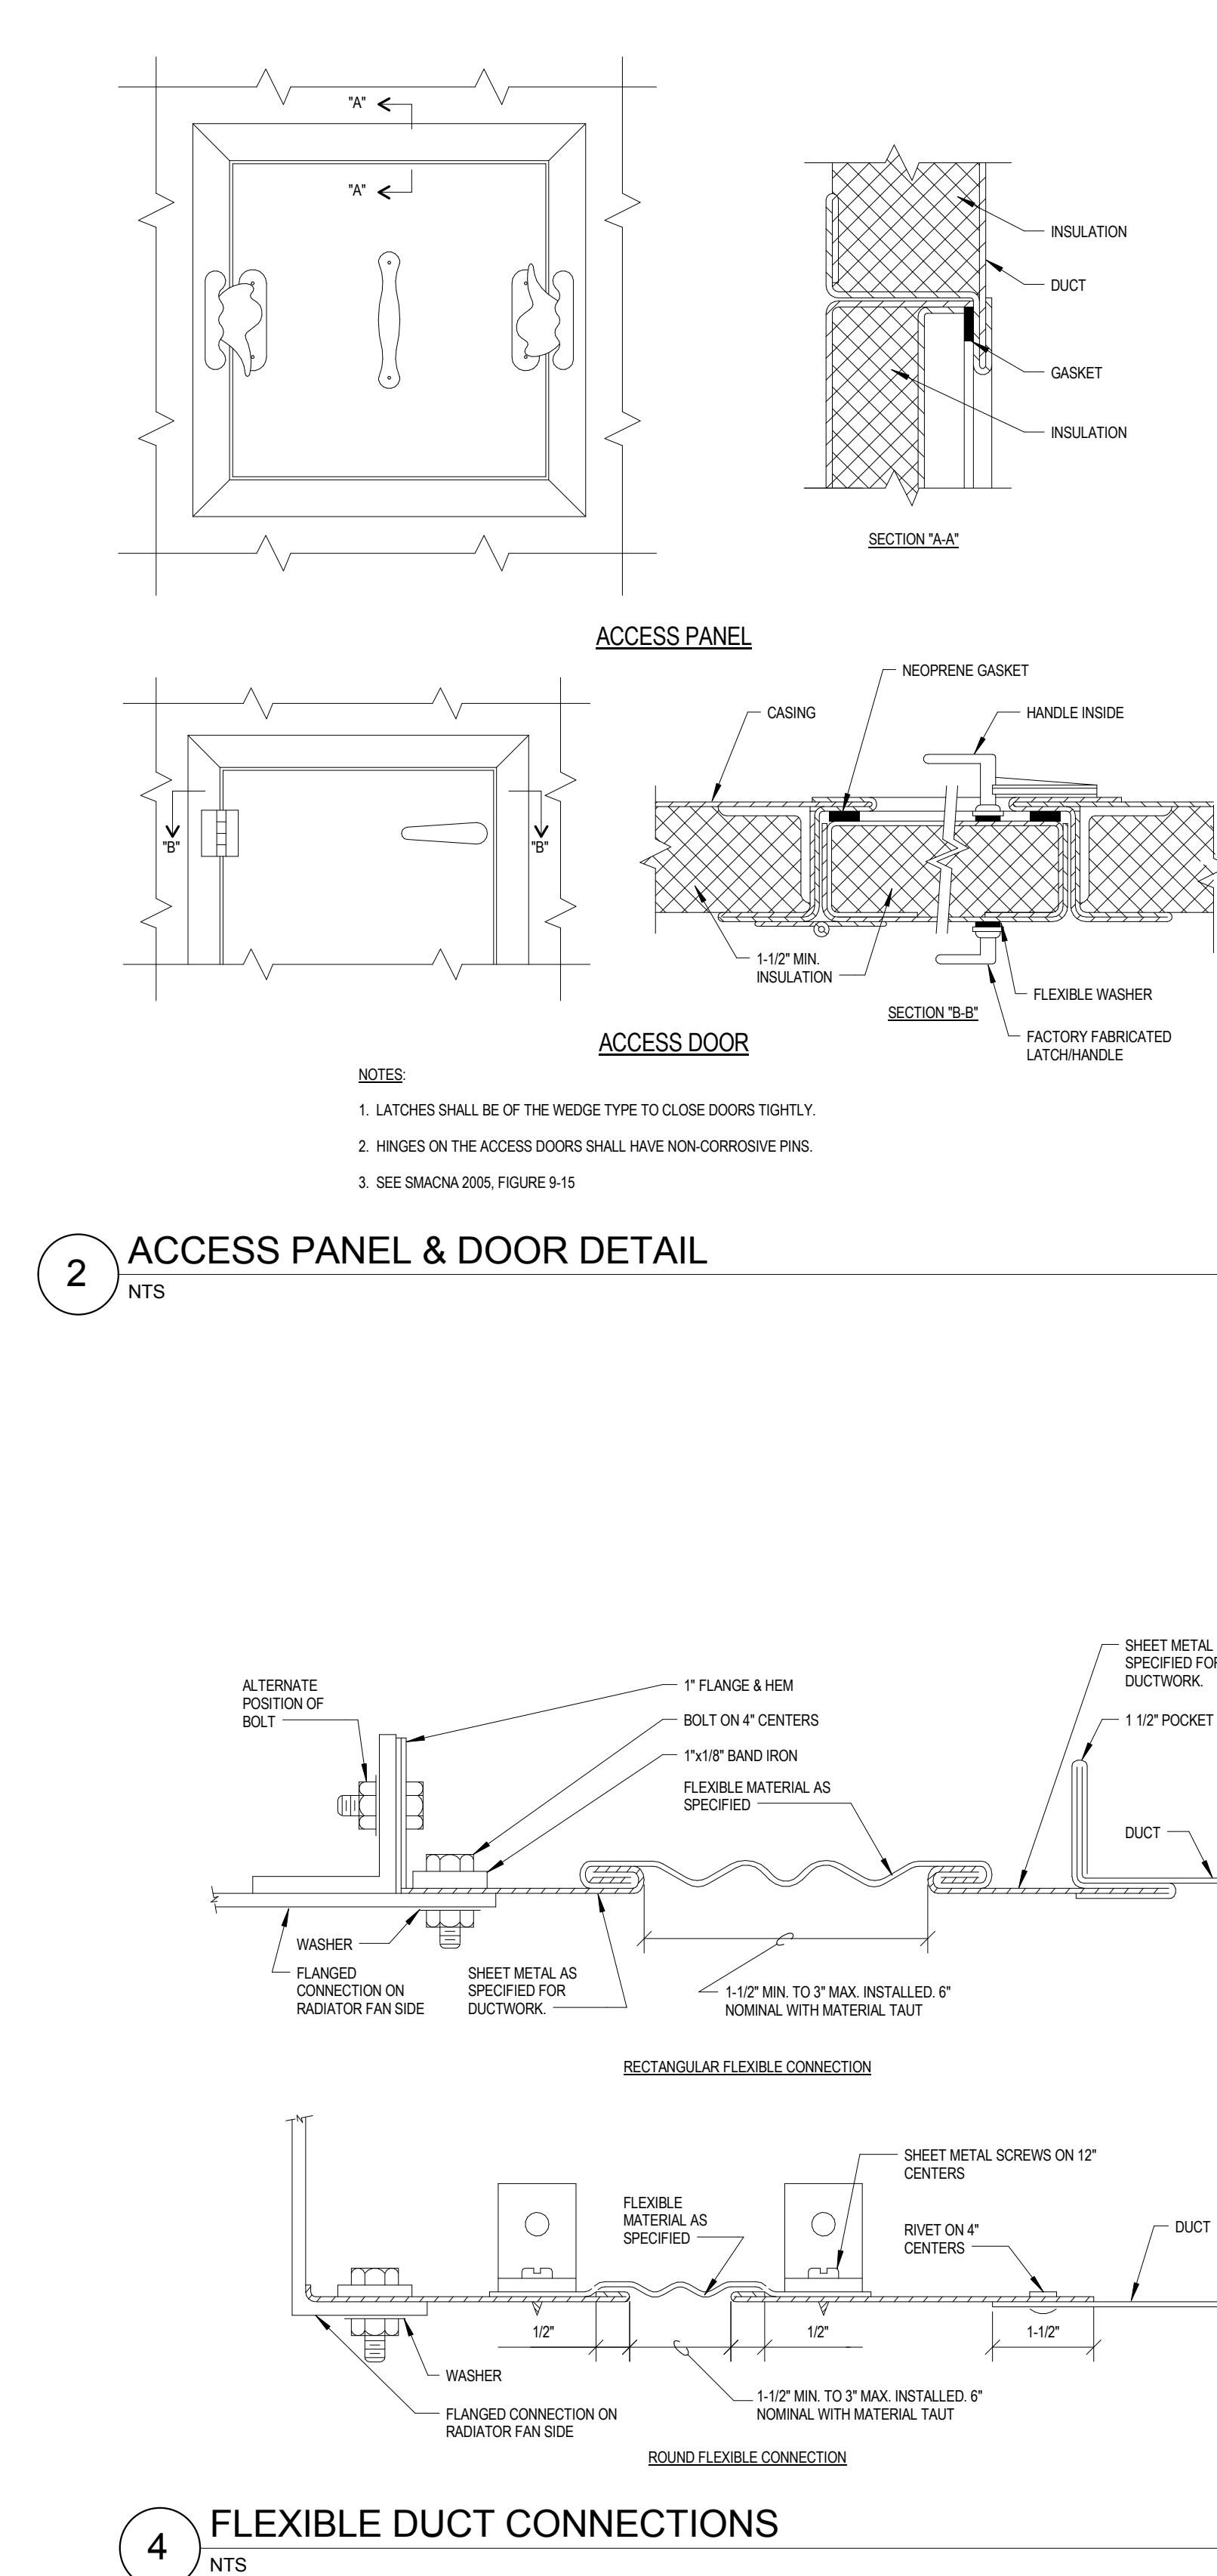 "A"
"A"
INSULATION
DUCT
GASKET
INSULATION
SECTION "A-A"
ACCESS PANEL
NEOPRENE GASKET
CASING
HANDLE INSIDE
"B"
"B"
1-1/2" MIN.
INSULATION
FLEXIBLE WASHER
SECTION "B-B"
FACTORY FABRICATED
LATCH/HANDLE
ACCESS DOOR
NOTES:
1. LATCHES SHALL BE OF THE WEDGE TYPE TO CLOSE DOORS TIGHTLY.
2. HINGES ON THE ACCESS DOORS SHALL HAVE NON-CORROSIVE PINS.
3. SEE SMACNA 2005, FIGURE 9-15
2
ACCESS PANEL & DOOR DETAIL
NTS
SHEET METAL
SPECIFIED FOR
DUCTWORK.
ALTERNATE
POSITION OF
BOLT
1" FLANGE & HEM
BOLT ON 4" CENTERS
1 1/2" POCKET
1"x1/8" BAND IRON
FLEXIBLE MATERIAL AS
SPECIFIED
DUCT
WASHER
FLANGED
CONNECTION ON
RADIATOR FAN SIDE
SHEET METAL AS
SPECIFIED FOR
DUCTWORK.
1-1/2" MIN. TO 3" MAX. INSTALLED. 6"
NOMINAL WITH MATERIAL TAUT
RECTANGULAR FLEXIBLE CONNECTION
SHEET METAL SCREWS ON 12"
CENTERS
FLEXIBLE
MATERIAL AS
SPECIFIED
RIVET ON 4"
CENTERS
DUCT
1/2"
1/2"
1-1/2"
WASHER
1-1/2" MIN. TO 3" MAX. INSTALLED. 6"
NOMINAL WITH MATERIAL TAUT
FLANGED CONNECTION ON
RADIATOR FAN SIDE
ROUND FLEXIBLE CONNECTION
4
FLEXIBLE DUCT CONNECTIONS
NTS